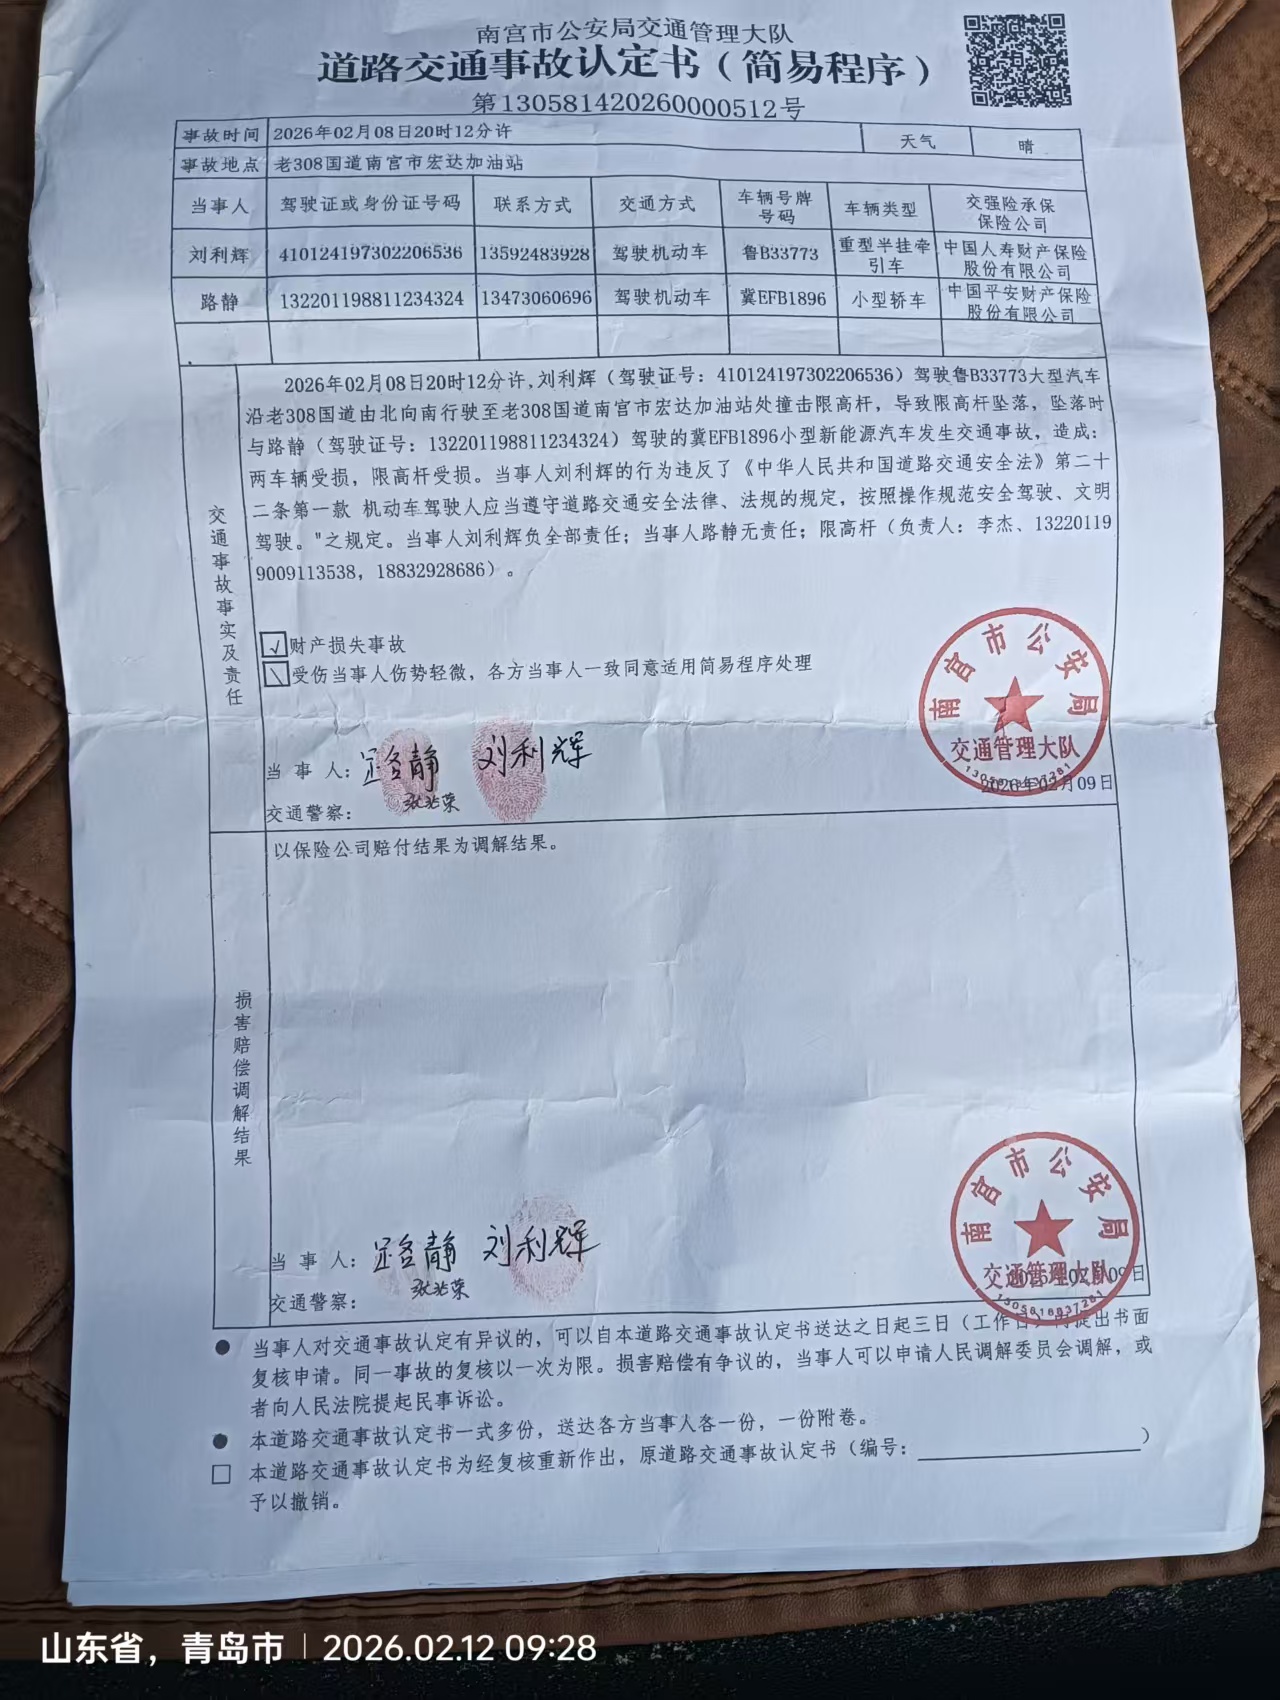 南宫市公安局交通管理大队
道路交通事故认定书（简易程序）
第130581420260000512号
事故时间 2026年02月08日20时12分许 天气 晴
事故地点 老308国道南宫市宏达加油站
当事人 驾驶证或身份证号码 联系方式 交通方式 车辆号牌号码 车辆类型 交强险承保保险公司
刘利辉 410124197302206536 13592483928 驾驶机动车 鲁B33773 重型半挂牵引车 中国人寿财产保险股份有限公司
路静 132201198811234324 13473060696 驾驶机动车 冀EFB1896 小型轿车 中国平安财产保险股份有限公司
交通事故事实及责任
2026年02月08日20时12分许，刘利辉（驾驶证号：410124197302206536）驾驶鲁B33773大型汽车
沿老308国道由北向南行驶至老308国道南宫市宏达加油站处撞击限高杆，导致限高杆坠落，坠落时
与路静（驾驶证号：132201198811234324）驾驶的冀EFB1896小型新能源汽车发生交通事故，造成：
两车辆受损，限高杆受损。当事人刘利辉的行为违反了《中华人民共和国道路交通安全法》第二十
二条第一款 机动车驾驶人应当遵守道路交通安全法律、法规的规定，按照操作规范安全驾驶、文明
驾驶。"之规定。当事人刘利辉负全部责任；当事人路静无责任；限高杆（负责人：李杰、13220119
9009113538，18832928686）。
√ 财产损失事故
\ 受伤当事人伤势轻微，各方当事人一致同意适用简易程序处理
南宫市公安局
交通管理大队
当事人：路静 刘利辉
交通警察：
2026年02月09日
损害赔偿调解结果
以保险公司赔付结果为调解结果。
南宫市公安局
交通管理大队
1305818037281
当事人：路静 刘利辉
交通警察：
2026年02月09日
● 当事人对交通事故认定有异议的，可以自本道路交通事故认定书送达之日起三日（工作日）内提出书面
复核申请。同一事故的复核以一次为限。损害赔偿有争议的，当事人可以申请人民调解委员会调解，或
者向人民法院提起民事诉讼。
● 本道路交通事故认定书一式多份，送达各方当事人各一份，一份附卷。
□ 本道路交通事故认定书为经复核重新作出，原道路交通事故认定书（编号：＿＿＿＿＿＿＿＿）
予以撤销。
山东省，青岛市 | 2026.02.12 09:28